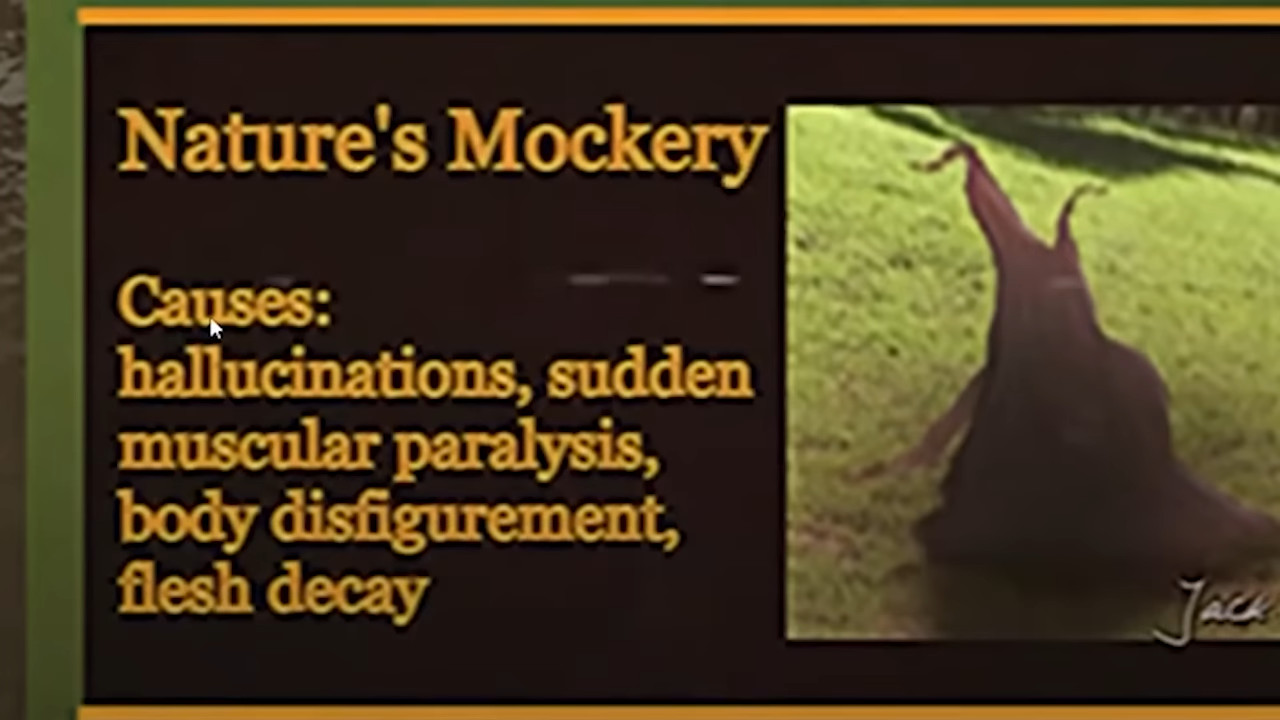 Nature's Mockery
Causes:
hallucinations, sudden
muscular paralysis,
body disfigurement,
flesh decay
Jack